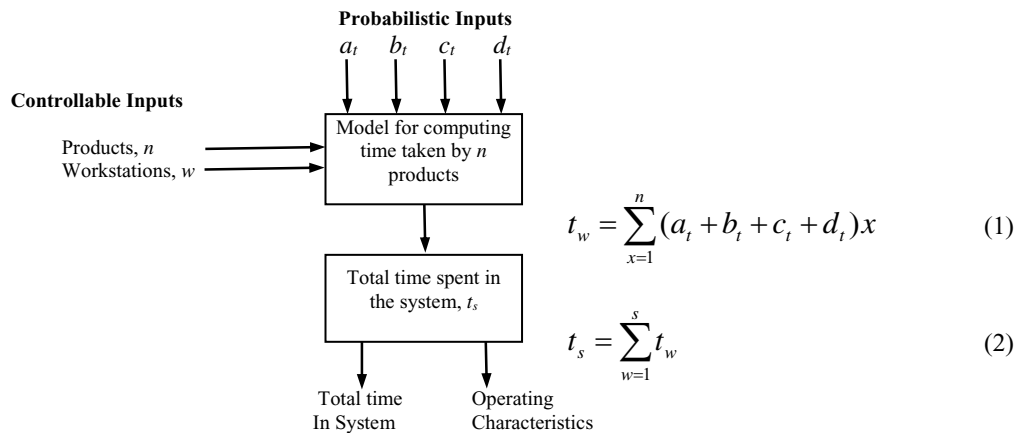 Probabilistic Inputs
a_t b_t c_t d_t
Controllable Inputs
Products, n
Workstations, w
Model for computing
time taken by n
products
t_w = \sum_{x=1}^{n} (a_t + b_t + c_t + d_t)x (1)
Total time spent in
the system, t_s
t_s = \sum_{w=1}^{s} t_w (2)
Total time
In System
Operating
Characteristics